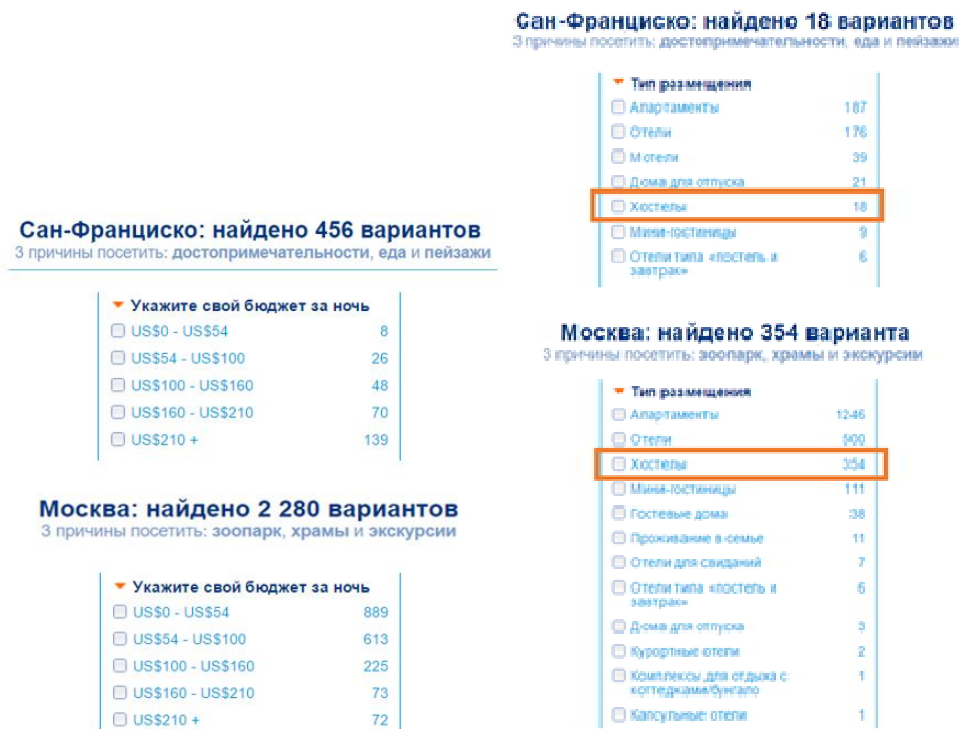 Сан-Франциско: найдено 456 вариантов
3 причины посетить: достопримечательности, еда и пейзажи
Укажите свой бюджет за ночь
US$0 - US$54 8
US$54 - US$100 26
US$100 - US$160 48
US$160 - US$210 70
US$210 + 139
Москва: найдено 2 280 вариантов
3 причины посетить: зоопарк, храмы и экскурсии
Укажите свой бюджет за ночь
US$0 - US$54 889
US$54 - US$100 613
US$100 - US$160 225
US$160 - US$210 73
US$210 + 72
Сан-Франциско: найдено 18 вариантов
3 причины посетить: достопримечательности, еда и пейзажи
Тип размещения
Апартаменты 187
Отели 176
Мотели 39
Дома для отпуска 21
Хостелы 18
Мини-гостиницы 9
Отели типа «постель и
завтрак» 6
Москва: найдено 354 варианта
3 причины посетить: зоопарк, храмы и экскурсии
Тип размещения
Апартаменты 1246
Отели 500
Хостелы 354
Мини-гостиницы 111
Гостевые дома 38
Проживание в семье 11
Отели для свиданий 7
Отели типа «постель и
завтрак» 6
Дома для отпуска 3
Курортные отели 2
Комплексы для отдыха с
коттеджами/бунгало 1
Капсульные отели 1